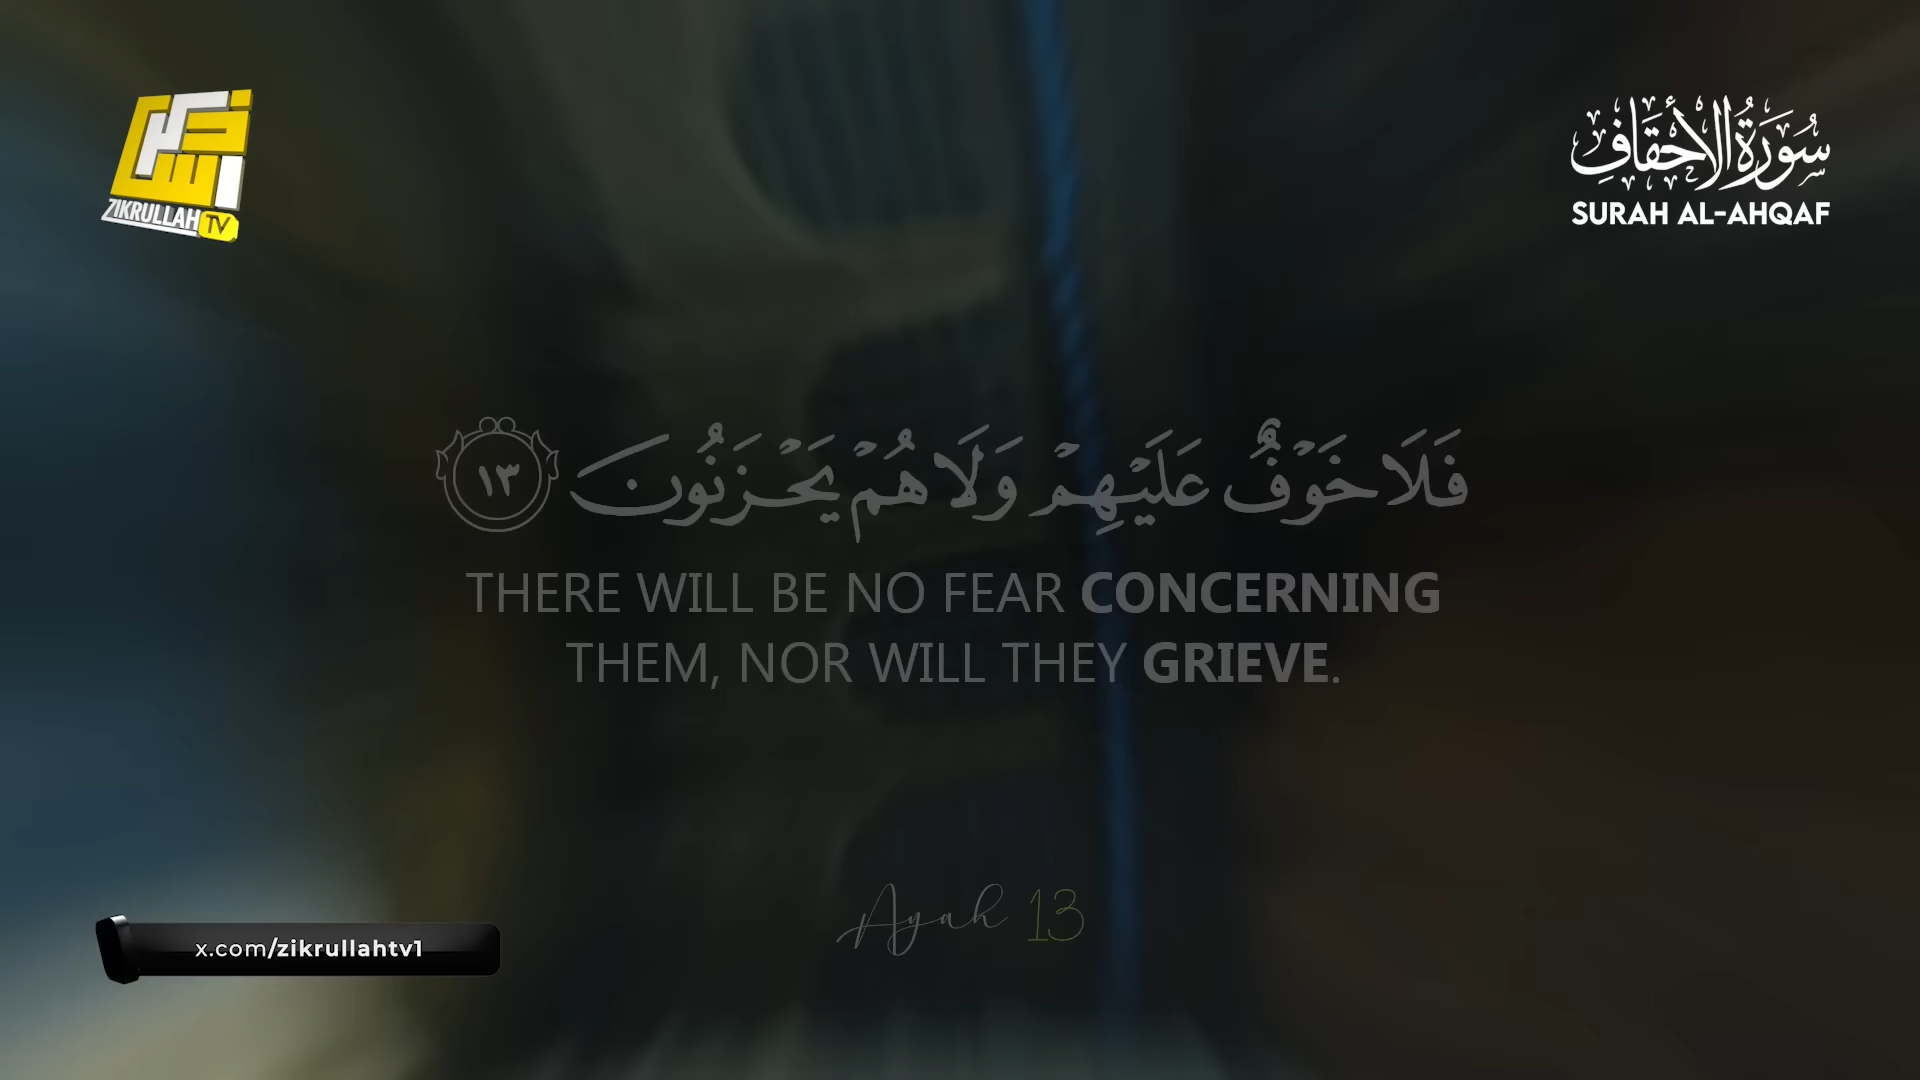 ZIKRULLAH TV
سُورَةُ الأَحْقَافِ
SURAH AL-AHQAF
فَلَا خَوْفٌ عَلَيْهِمْ وَلَا هُمْ يَحْزَنُونَ ١٣
THERE WILL BE NO FEAR CONCERNING
THEM, NOR WILL THEY GRIEVE.
Ayah 13
x.com/zikrullahtv1